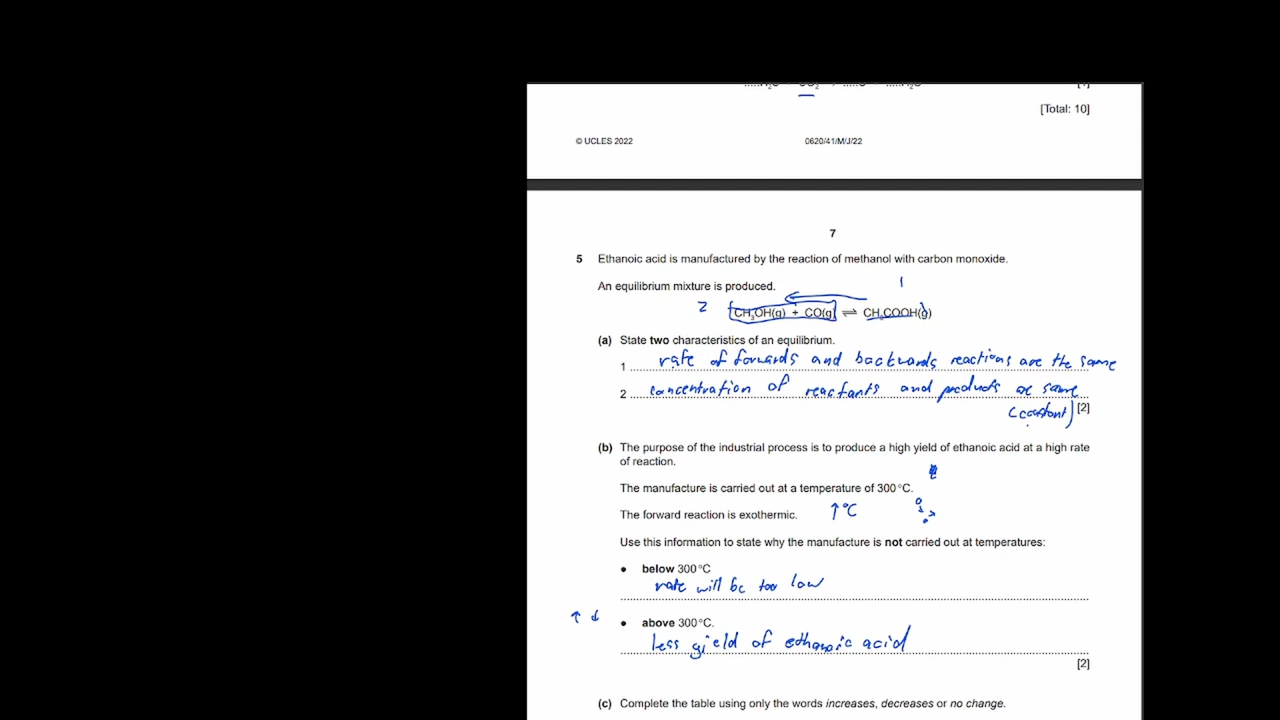 [Total: 10]
© UCLES 2022 0620/41/M/J/22
7
5 Ethanoic acid is manufactured by the reaction of methanol with carbon monoxide.
An equilibrium mixture is produced.
1
2 CH₃OH(g) + CO(g) ⇌ CH₃COOH(g)
(a) State two characteristics of an equilibrium.
1 rate of forwards and backwards reactions are the same
2 concentration of reactants and products are same
(constant) [2]
(b) The purpose of the industrial process is to produce a high yield of ethanoic acid at a high rate
of reaction.
The manufacture is carried out at a temperature of 300 °C.
The forward reaction is exothermic. ↑°C
Use this information to state why the manufacture is not carried out at temperatures:
• below 300 °C
rate will be too low
↑ ↓ • above 300 °C.
less yield of ethanoic acid
[2]
(c) Complete the table using only the words increases, decreases or no change.